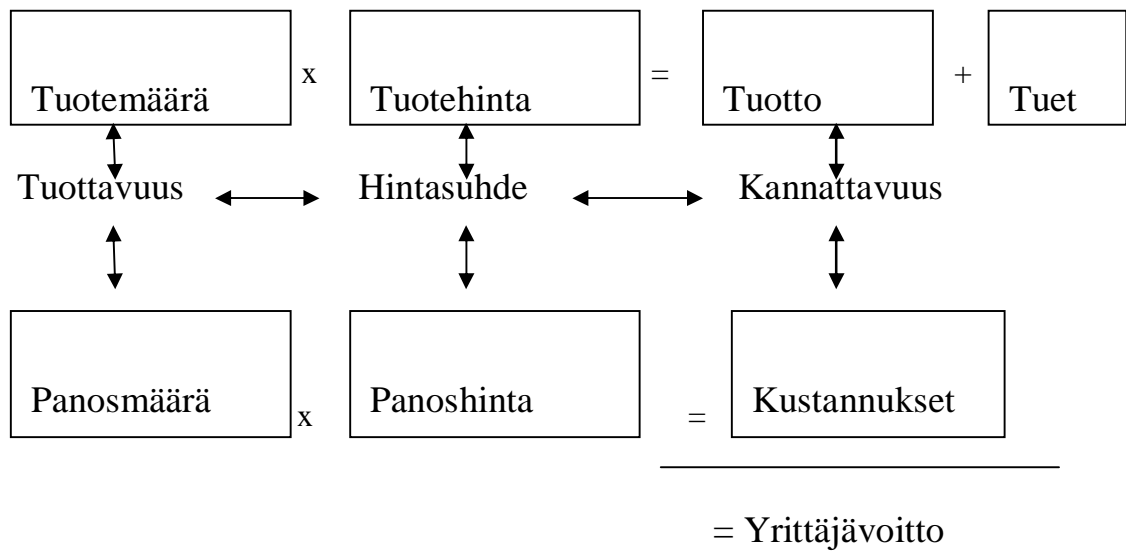 Tuotemäärä x Tuotehinta = Tuotto + Tuet
Tuottavuus Hintasuhde Kannattavuus
Panosmäärä x Panoshinta = Kustannukset
= Yrittäjävoitto